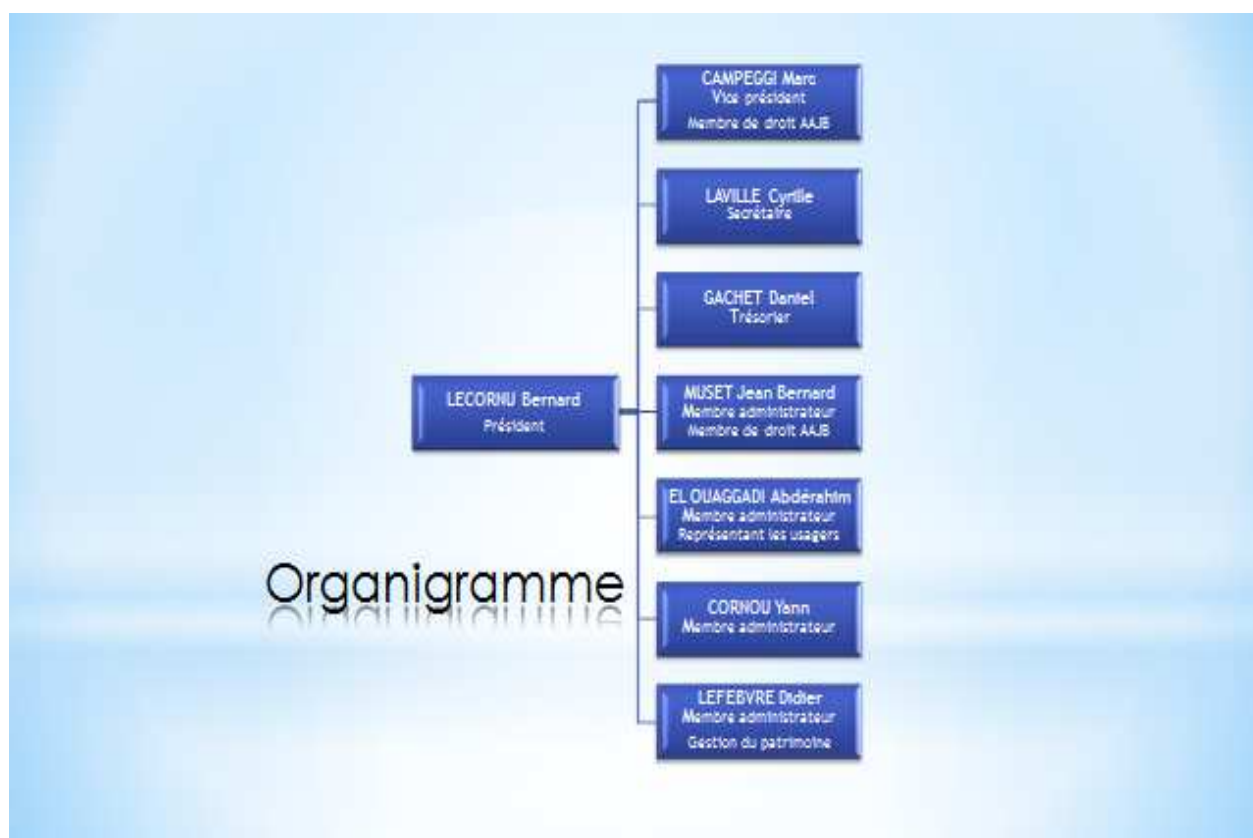 CAMPEGGI Marc
Vice président
Membre de droit AAJB
LAVILLE Cyrille
Secrétaire
GACHET Daniel
Trésorier
LECORNU Bernard
Président
MUSET Jean Bernard
Membre administrateur
Membre de droit AAJB
EL OUAGGADI Abdérahim
Membre administrateur
Représentant les usagers
Organigramme
CORNOU Yann
Membre administrateur
LEFEBVRE Didier
Membre administrateur
Gestion du patrimoine